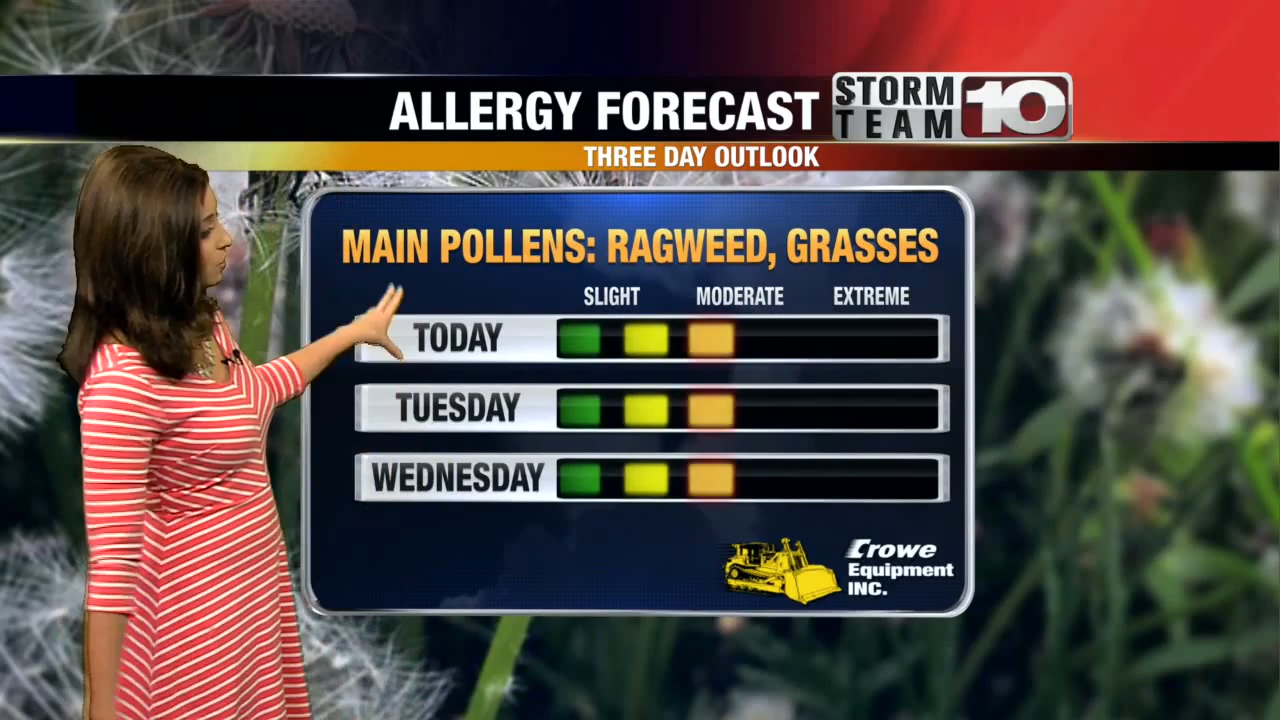 ALLERGY FORECAST
STORM TEAM 10
THREE DAY OUTLOOK
MAIN POLLENS: RAGWEED, GRASSES
SLIGHT MODERATE EXTREME
TODAY
TUESDAY
WEDNESDAY
Crowe
Equipment
INC.